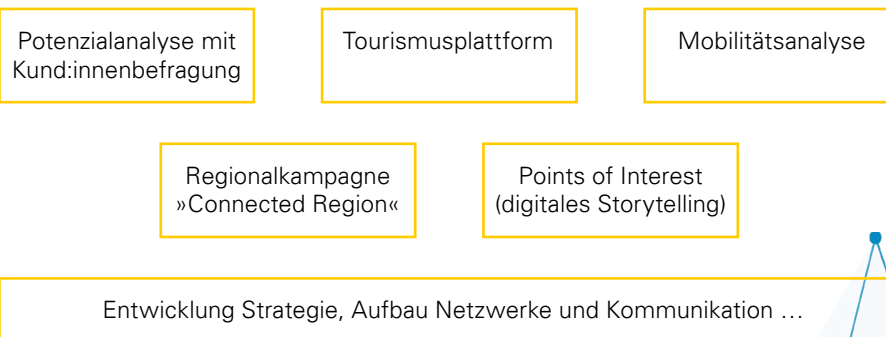 Potenzialanalyse mit
Kund:innenbefragung
Tourismusplattform
Mobilitätsanalyse
Regionalkampagne
»Connected Region«
Points of Interest
(digitales Storytelling)
Entwicklung Strategie, Aufbau Netzwerke und Kommunikation …